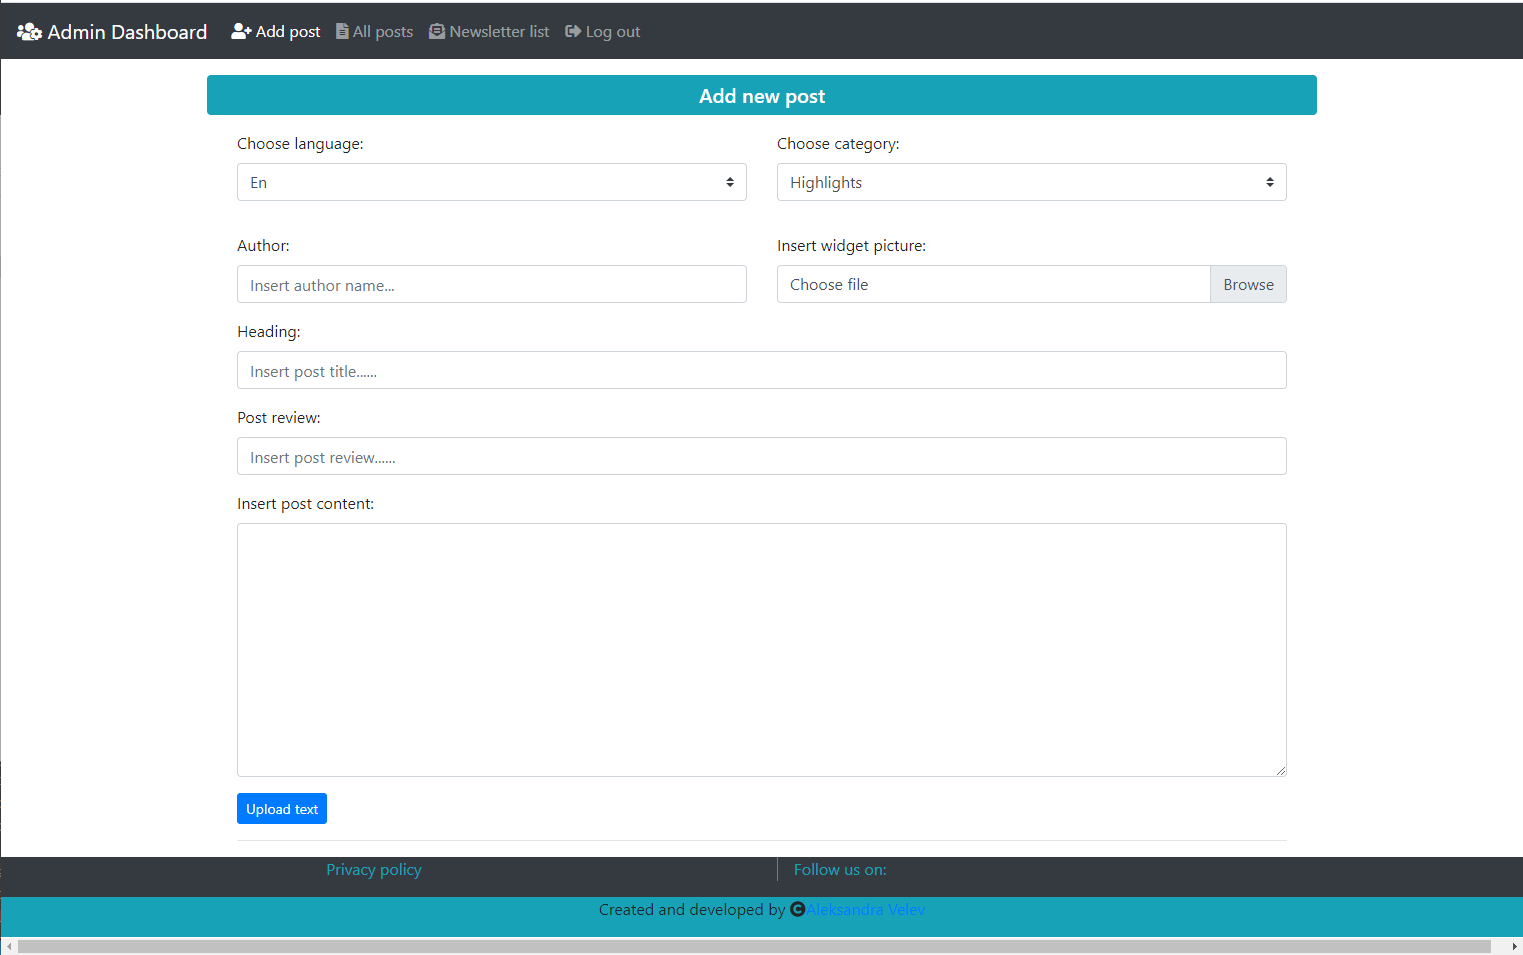 Admin Dashboard Add post All posts Newsletter list Log out
Add new post
Choose language: Choose category:
En Highlights
Author: Insert widget picture:
Insert author name... Choose file Browse
Heading:
Insert post title......
Post review:
Insert post review......
Insert post content:
Upload text
Privacy policy Follow us on:
Created and developed by Aleksandra Velev